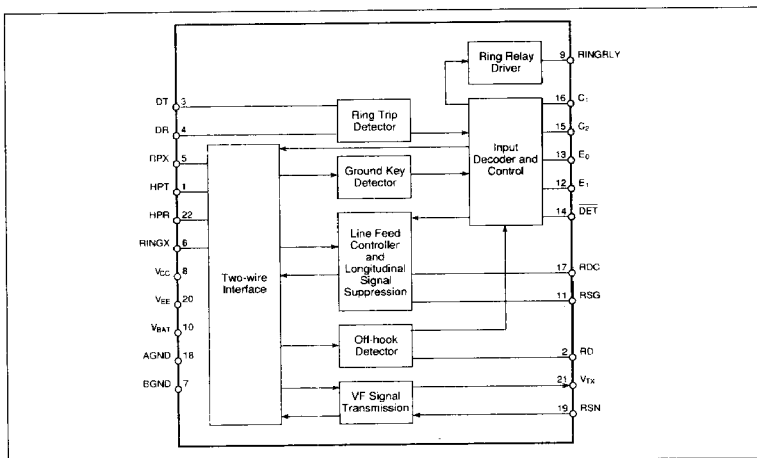 9 RINGRLY
Ring Relay
Driver
DT 3
16 C1
Ring Trip
Detector
DR 4
15 C2
RPX 5
Input
Decoder and
Control
13 E0
Ground Key
Detector
HPT 1
12 E1
HPR 22
14 DET
Line Feed
Controller
and
Longitudinal
Signal
Suppression
RINGX 6
17 RDC
VCC 8
Two-wire
Interface
11 RSG
VEE 20
VBAT 10
Off-hook
Detector
AGND 18
2 RD
BGND 7
21 VTX
VF Signal
Transmission
19 RSN